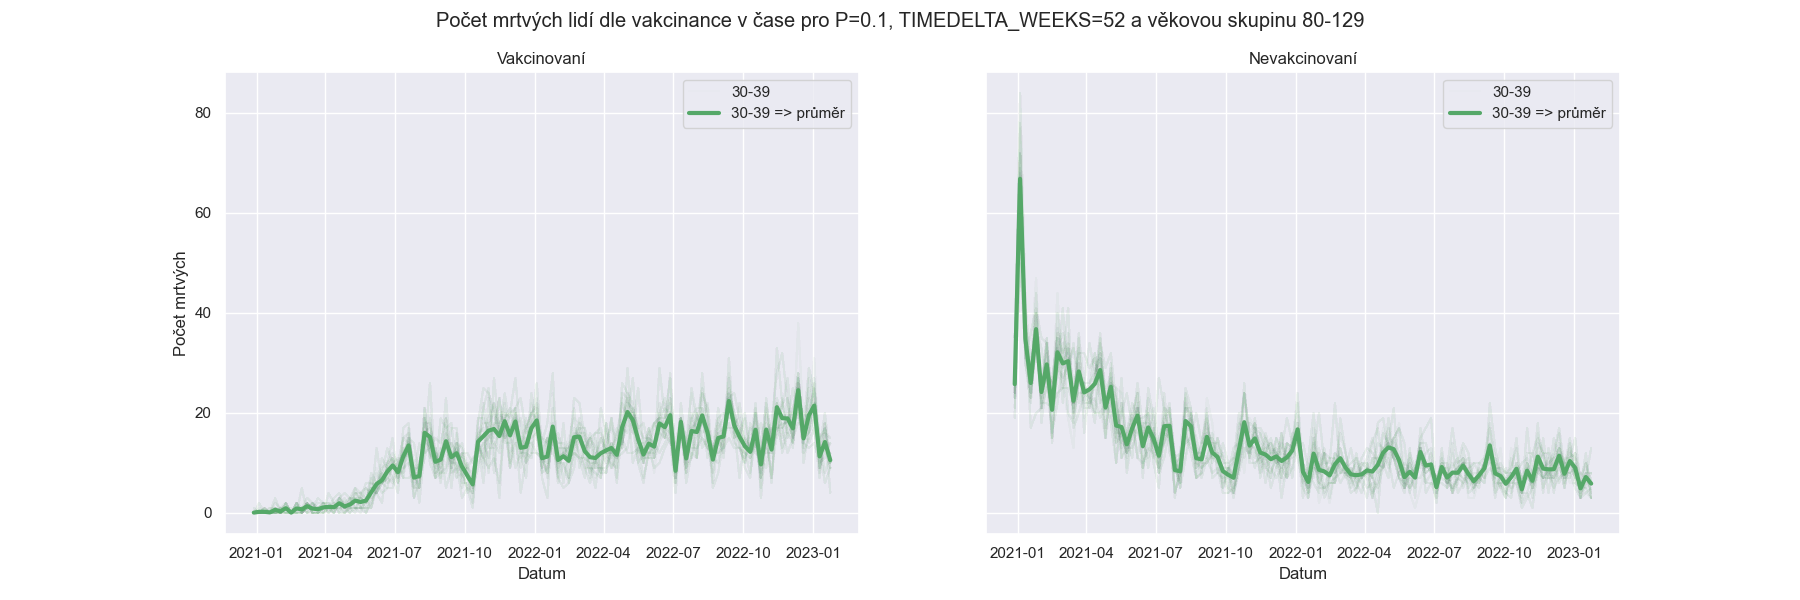 Počet mrtvých lidí dle vakcinance v čase pro P=0.1, TIMEDELTA_WEEKS=52 a věkovou skupinu 80-129
Vakcinovaní
30-39
30-39 => průměr
80
60
40
20
0
Počet mrtvých
2021-01 2021-04 2021-07 2021-10 2022-01 2022-04 2022-07 2022-10 2023-01
Datum
Nevakcinovaní
30-39
30-39 => průměr
2021-01 2021-04 2021-07 2021-10 2022-01 2022-04 2022-07 2022-10 2023-01
Datum